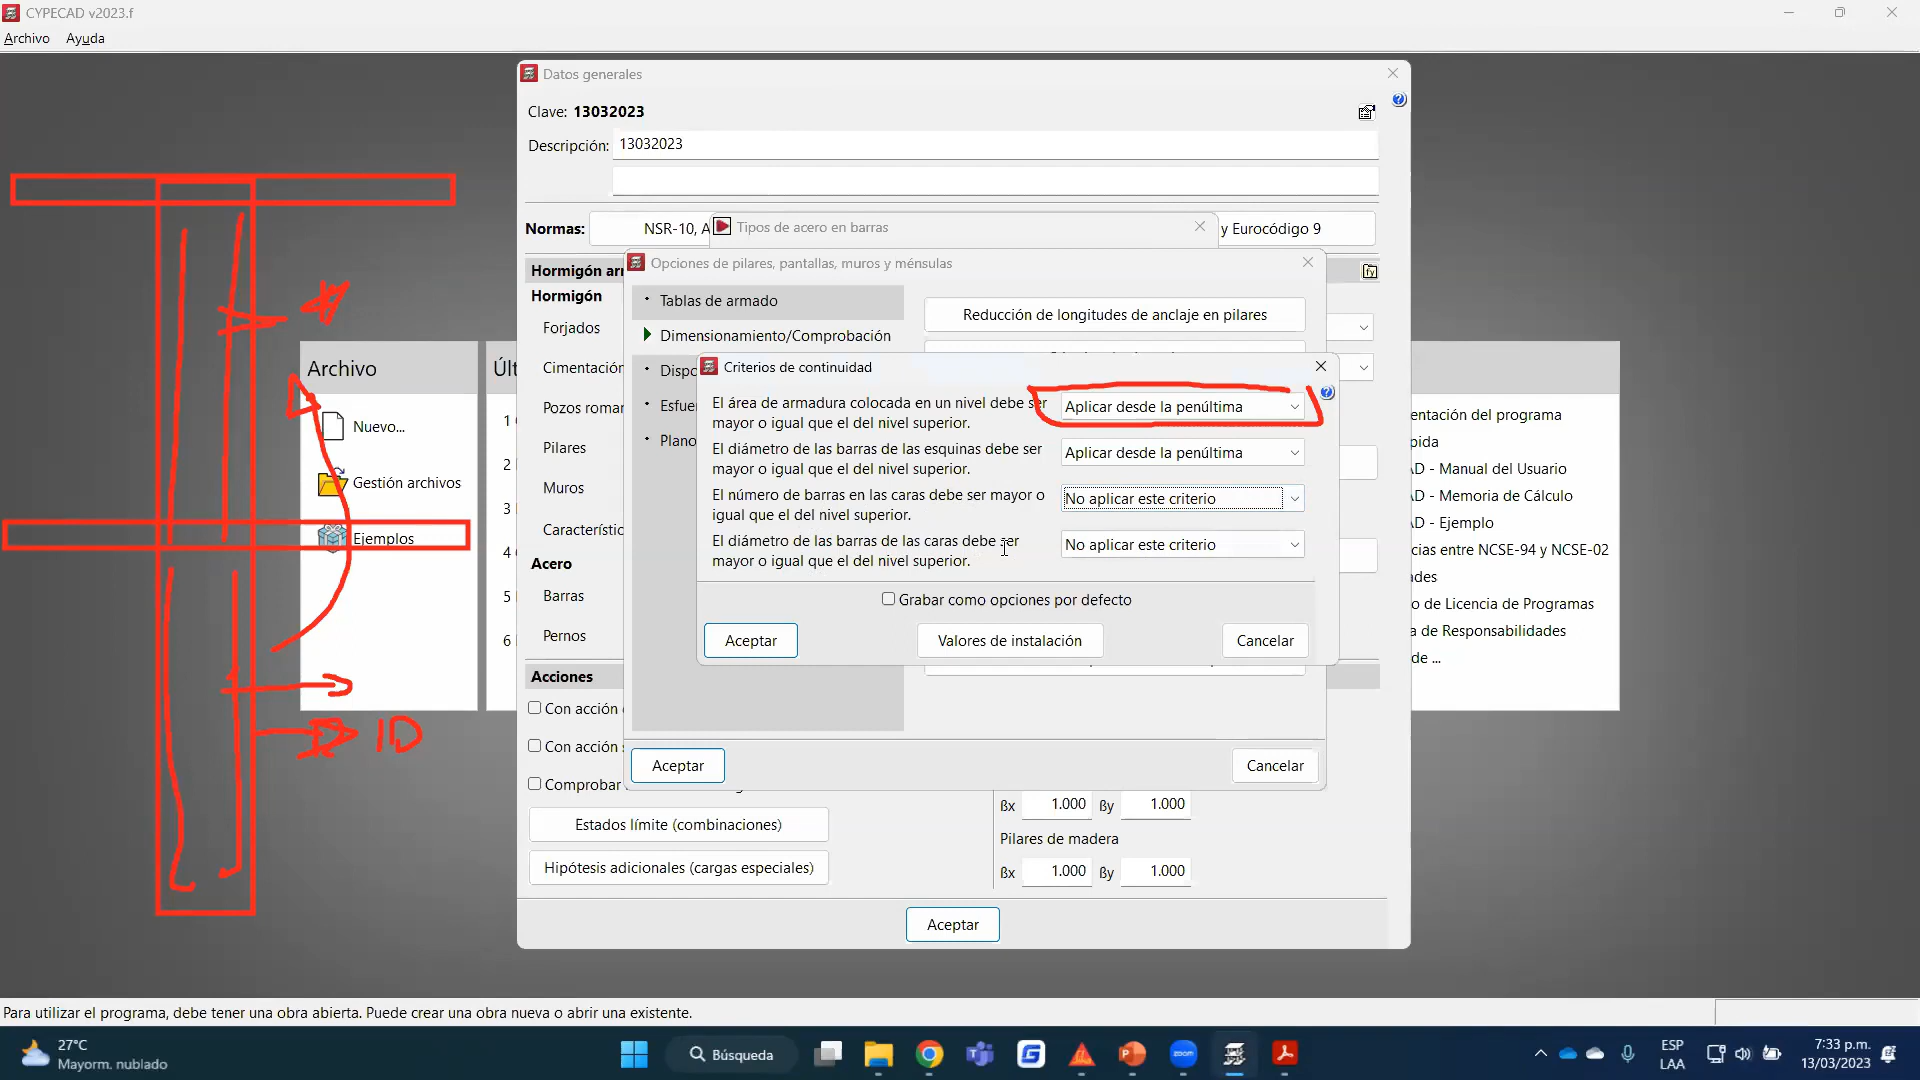 CYPECAD v2023.f
Archivo Ayuda
Datos generales
Clave: 13032023
Descripción: 13032023
Normas: NSR-10, A y Eurocódigo 9
Tipos de acero en barras
Hormigón arr
Hormigón
Forjados
Cimentación
Pozos romar
Pilares
Muros
Característic
Acero
Barras
Pernos
Acciones
Con acción
Con acción s
Comprobar
Estados límite (combinaciones)
Hipótesis adicionales (cargas especiales)
ßx 1.000 ßy 1.000
Pilares de madera
ßx 1.000 ßy 1.000
Aceptar
Opciones de pilares, pantallas, muros y ménsulas
Tablas de armado
Dimensionamiento/Comprobación
Dispo
Esfuer
Plano
Reducción de longitudes de anclaje en pilares
Aceptar Cancelar
Criterios de continuidad
El área de armadura colocada en un nivel debe ser
mayor o igual que el del nivel superior.
Aplicar desde la penúltima
El diámetro de las barras de las esquinas debe ser
mayor o igual que el del nivel superior.
Aplicar desde la penúltima
El número de barras en las caras debe ser mayor o
igual que el del nivel superior.
No aplicar este criterio
El diámetro de las barras de las caras debe ser
mayor o igual que el del nivel superior.
No aplicar este criterio
Grabar como opciones por defecto
Aceptar Valores de instalación Cancelar
Archivo
Nuevo...
Gestión archivos
Ejemplos
Últ
1
2
3
4
5
6
entación del programa
pida
AD - Manual del Usuario
AD - Memoria de Cálculo
AD - Ejemplo
cias entre NCSE-94 y NCSE-02
ades
o de Licencia de Programas
a de Responsabilidades
de ...
1D
Para utilizar el programa, debe tener una obra abierta. Puede crear una obra nueva o abrir una existente.
27°C
Mayorm. nublado
Búsqueda
zoom
ESP
LAA
7:33 p.m.
13/03/2023